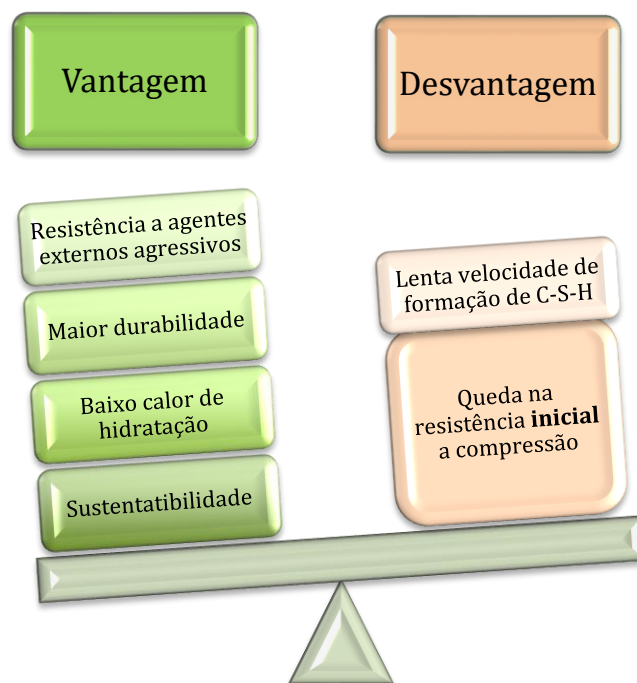 Vantagem
Desvantagem
Resistência a agentes
externos agressivos
Maior durabilidade
Baixo calor de
hidratação
Sustentatibilidade
Lenta velocidade de
formação de C-S-H
Queda na
resistência inicial
a compressão